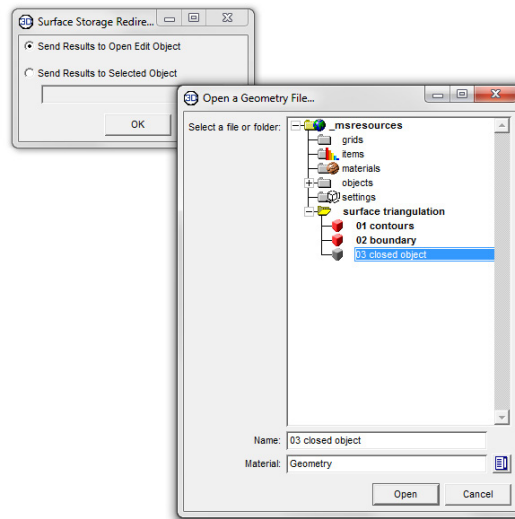 Surface Storage Redire...
Send Results to Open Edit Object
Send Results to Selected Object
OK
Open a Geometry File...
Select a file or folder:
_msresources
grids
items
materials
objects
settings
surface triangulation
01 contours
02 boundary
03 closed object
Name: 03 closed object
Material: Geometry
Open Cancel